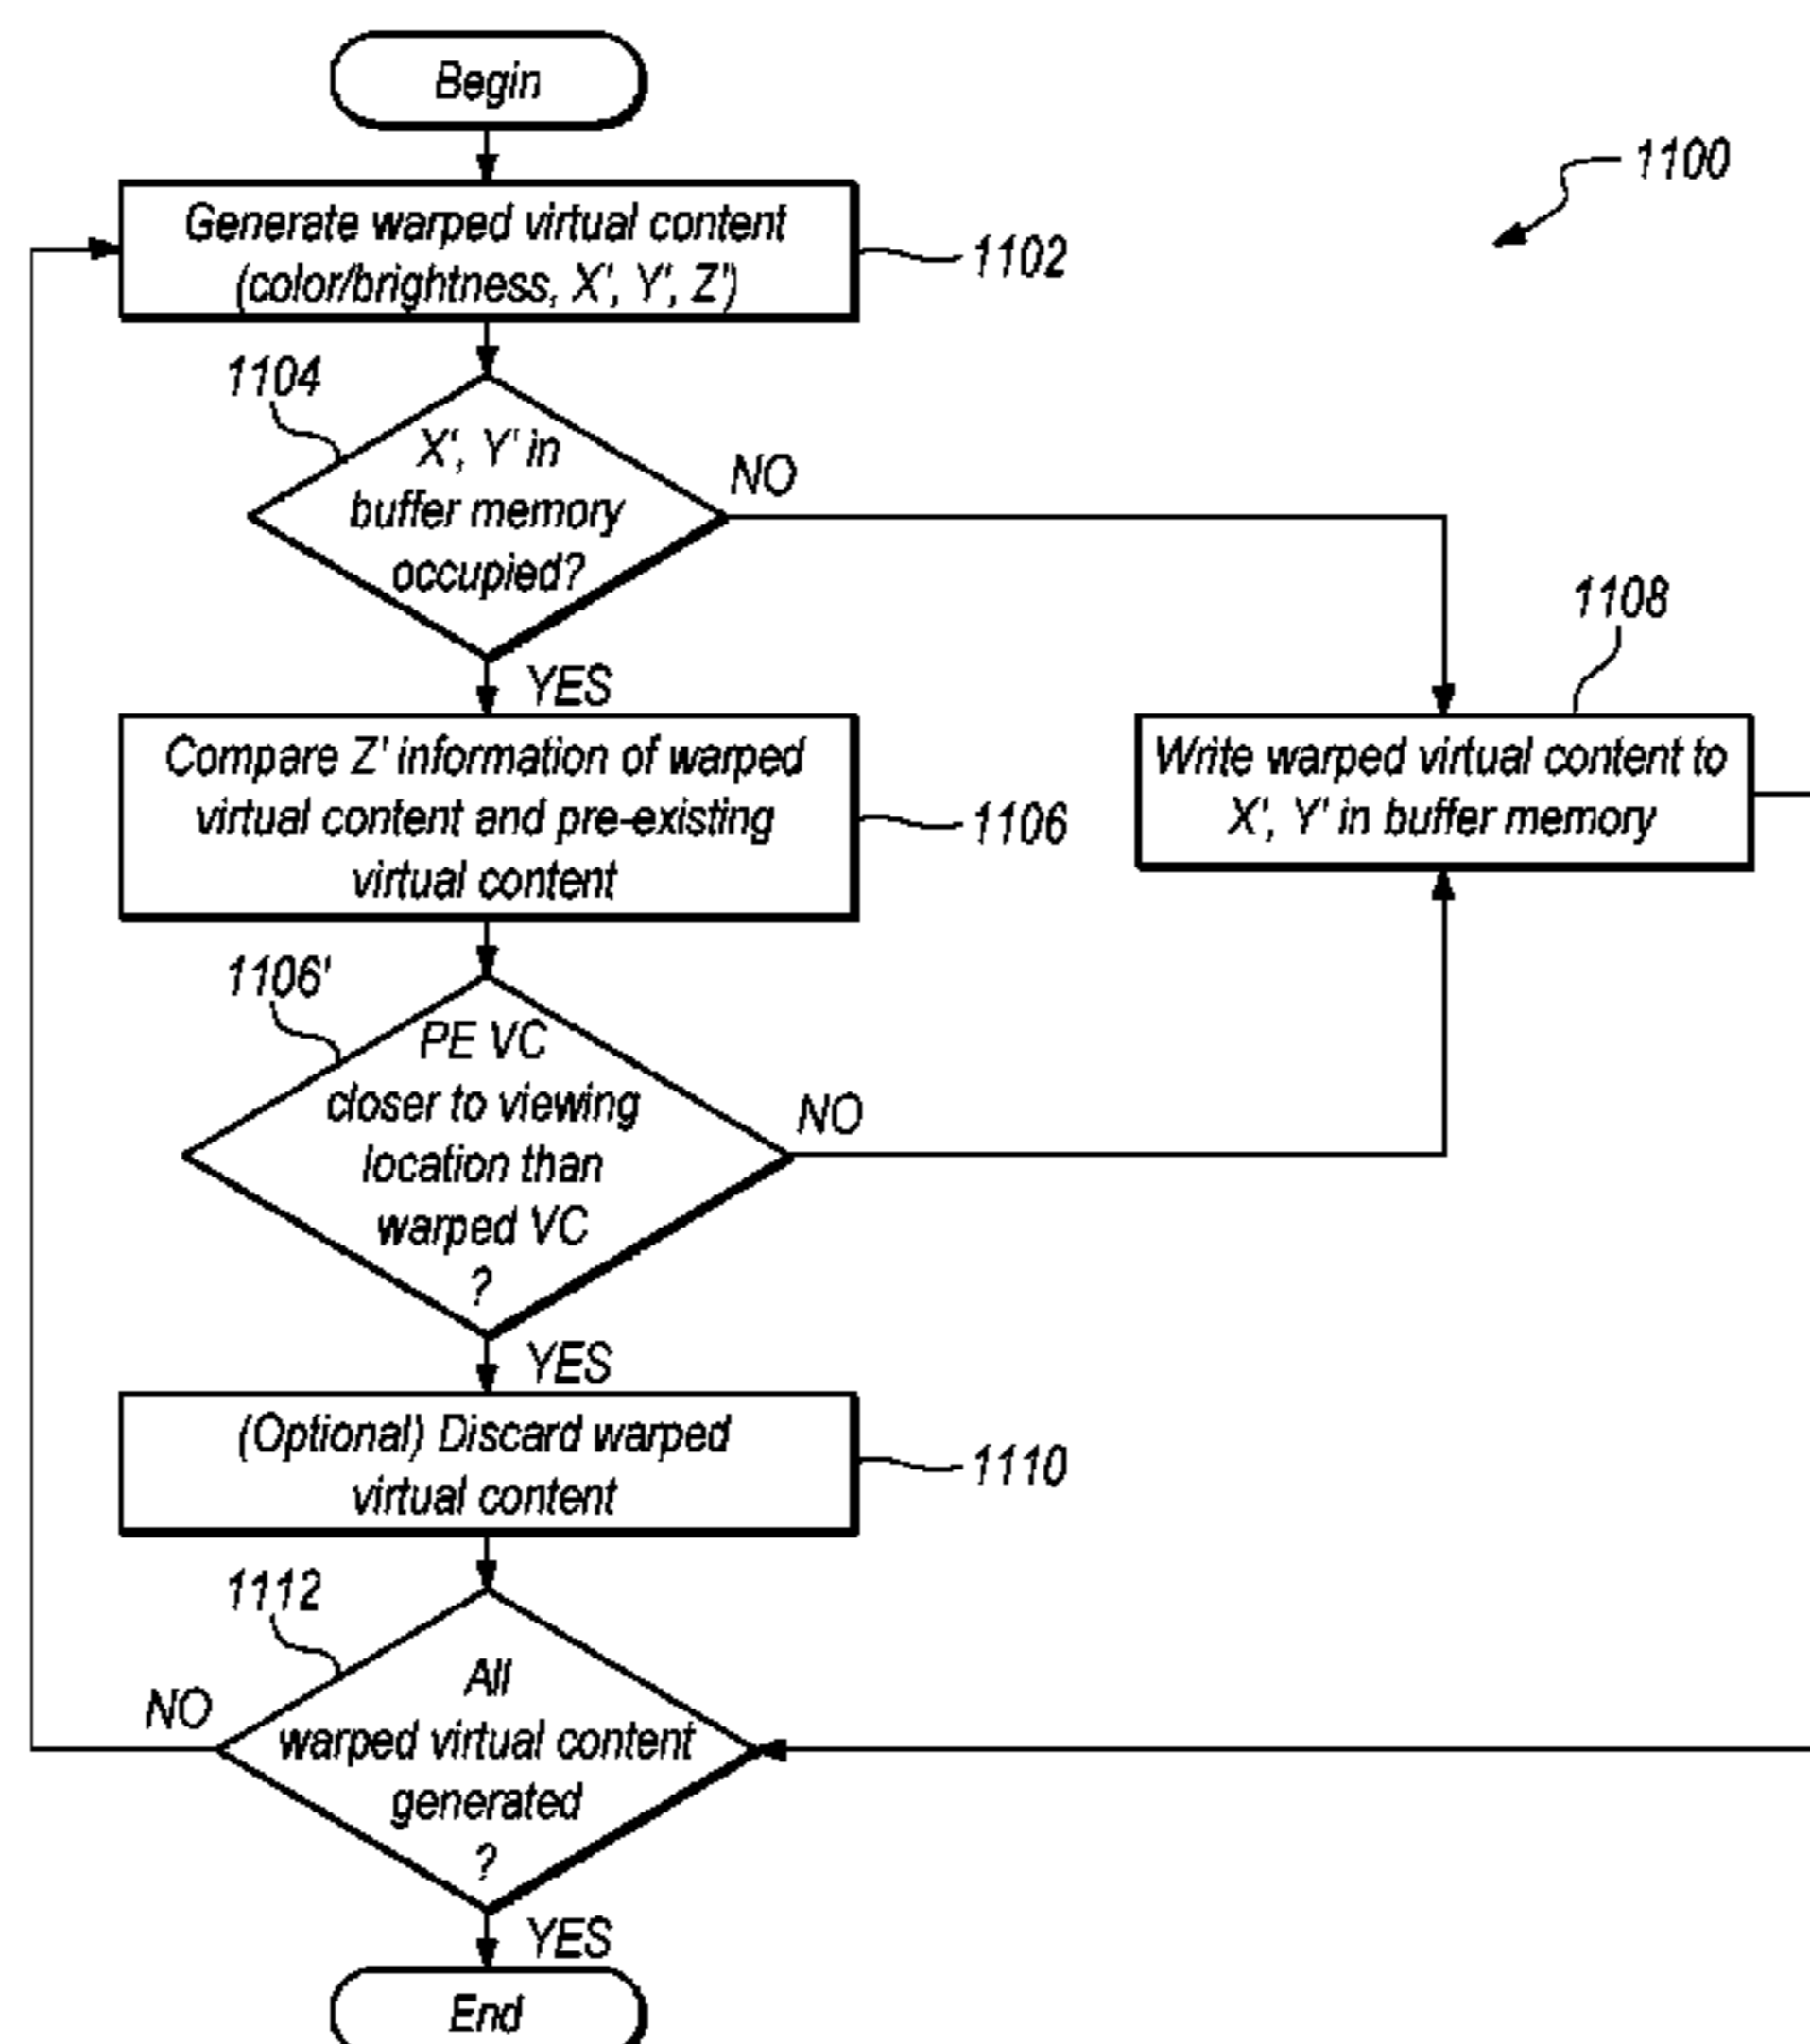 Begin
1100
Generate warped virtual content
(color/brightness, X', Y', Z')
1102
1104
X', Y' in
buffer memory
occupied?
NO
YES
1108
Compare Z' information of warped
virtual content and pre-existing
virtual content
1106
Write warped virtual content to
X', Y' in buffer memory
1106'
PE VC
closer to viewing
location than
warped VC
?
NO
YES
(Optional) Discard warped
virtual content
1110
1112
All
warped virtual content
generated
?
NO
YES
End